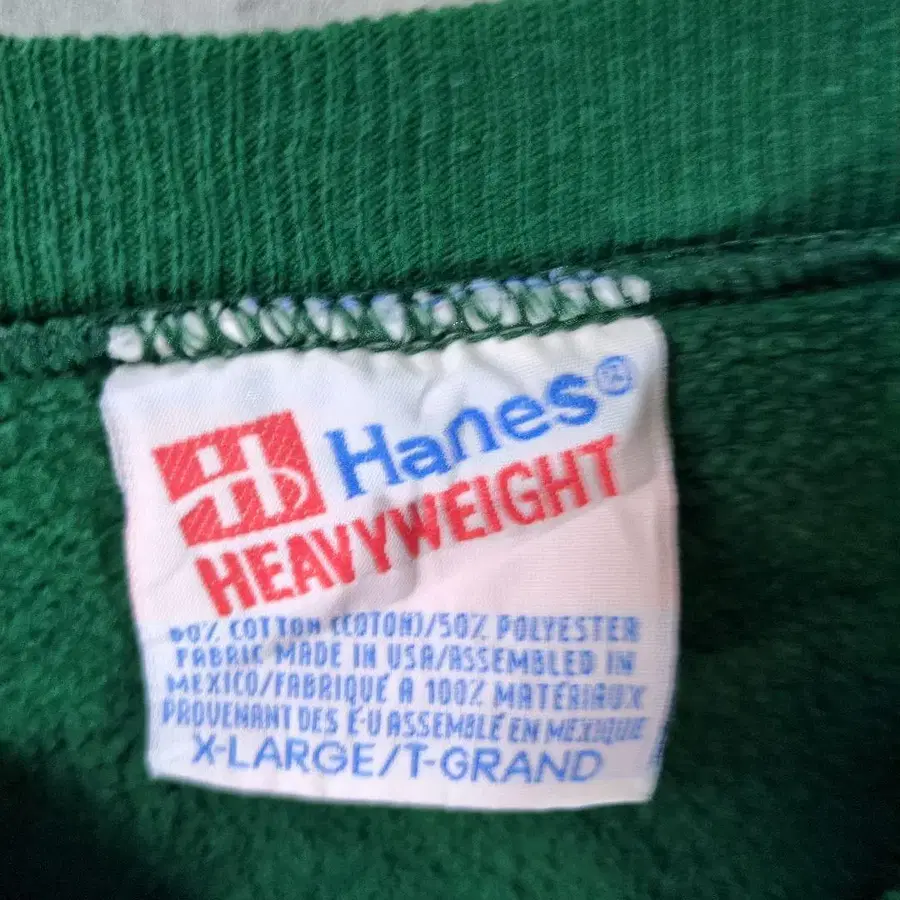 Hanes®
HEAVYWEIGHT
50% COTTON (COTON)/50% POLYESTER
FABRIC MADE IN USA/ASSEMBLED IN
MEXICO/FABRIQUÉ A 100% MATÉRIAUX
PROVENANT DES É-U ASSEMBLÉ EN MEXIQUE
X-LARGE/T-GRAND